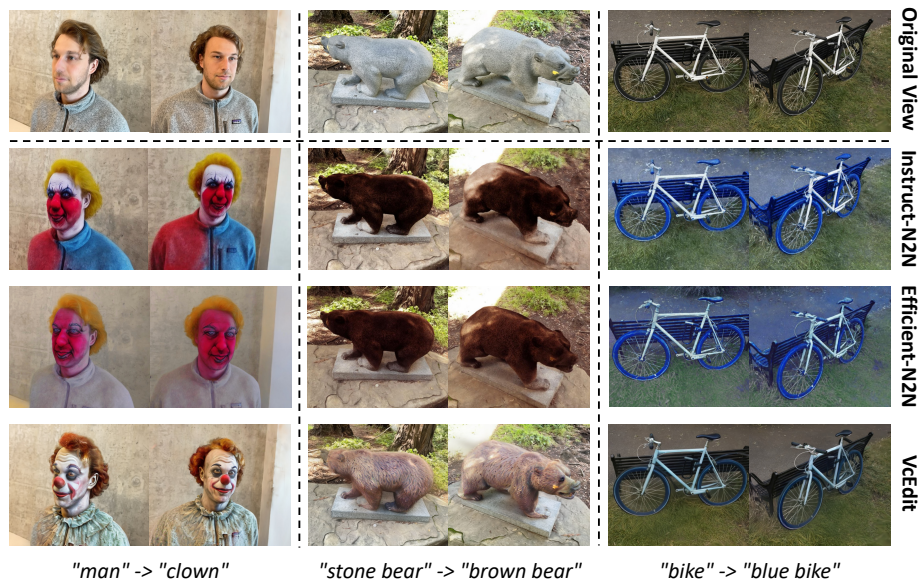 Original View
Instruct-N2N
Efficient-N2N
VcEdit
"man" -> "clown"
"stone bear" -> "brown bear"
"bike" -> "blue bike"